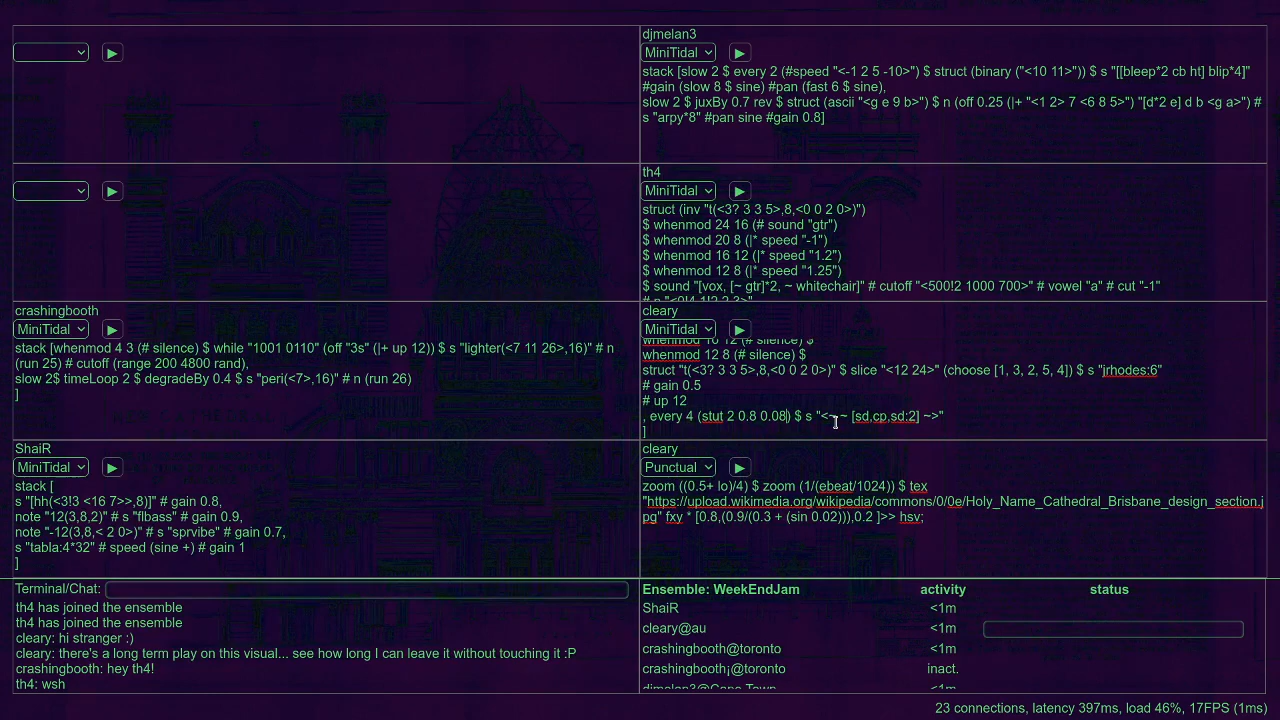 djmelan3
MiniTidal
stack [slow 2 $ every 2 (#speed "<-1 2 5 -10>") $ struct (binary ("<10 11>")) $ s "[[bleep*2 cb ht] blip*4]"
#gain (slow 8 $ sine) #pan (fast 6 $ sine),
slow 2 $ juxBy 0.7 rev $ struct (ascii "<g e 9 b>") $ n (off 0.25 (|+ "<1 2> 7 <6 8 5>") "[d*2 e] d b <g a>") #
s "arpy*8" #pan sine #gain 0.8]
th4
MiniTidal
struct (inv "t(<3? 3 3 5>,8,<0 0 2 0>)")
$ whenmod 24 16 (# sound "gtr")
$ whenmod 20 8 (|* speed "-1")
$ whenmod 16 12 (|* speed "1.2")
$ whenmod 12 8 (|* speed "1.25")
$ sound "[vox, [~ gtr]*2, ~ whitechair]" # cutoff "<500!2 1000 700>" # vowel "a" # cut "-1"
# n "<0!4 1!2 2 3>"
crashingbooth
MiniTidal
stack [whenmod 4 3 (# silence) $ while "1001 0110" (off "3s" (|+ up 12)) $ s "lighter(<7 11 26>,16)" # n
(run 25) # cutoff (range 200 4800 rand),
slow 2$ timeLoop 2 $ degradeBy 0.4 $ s "peri(<7>,16)" # n (run 26)
]
cleary
MiniTidal
whenmod 16 12 (# silence) $
whenmod 12 8 (# silence) $
struct "t(<3? 3 3 5>,8,<0 0 2 0>)" $ slice "<12 24>" (choose [1, 3, 2, 5, 4]) $ s "jrhodes:6"
# gain 0.5
# up 12
, every 4 (stut 2 0.8 0.08) $ s "<~ ~ [sd,cp,sd:2] ~>"
]
ShaiR
MiniTidal
stack [
s "[hh(<3!3 <16 7>>,8)]" # gain 0.8,
note "12(3,8,2)" # s "flbass" # gain 0.9,
note "-12(3,8,< 2 0>)" # s "sprvibe" # gain 0.7,
s "tabla:4*32" # speed (sine +) # gain 1
]
cleary
Punctual
zoom ((0.5+ lo)/4) $ zoom (1/(ebeat/1024)) $ tex
"https://upload.wikimedia.org/wikipedia/commons/0/0e/Holy_Name_Cathedral_Brisbane_design_section.j
pg" fxy * [0.8,(0.9/(0.3 + (sin 0.02))),0.2 ]>> hsv;
Terminal/Chat:
th4 has joined the ensemble
th4 has joined the ensemble
cleary: hi stranger :)
cleary: there's a long term play on this visual... see how long I can leave it without touching it :P
crashingbooth: hey th4!
th4: wsh
Ensemble: WeekEndJam activity status
ShaiR <1m
cleary@au <1m
crashingbooth@toronto <1m
crashingbooth¡@toronto inact.
djmelan3@Cape Town <1m
23 connections, latency 397ms, load 46%, 17FPS (1ms)